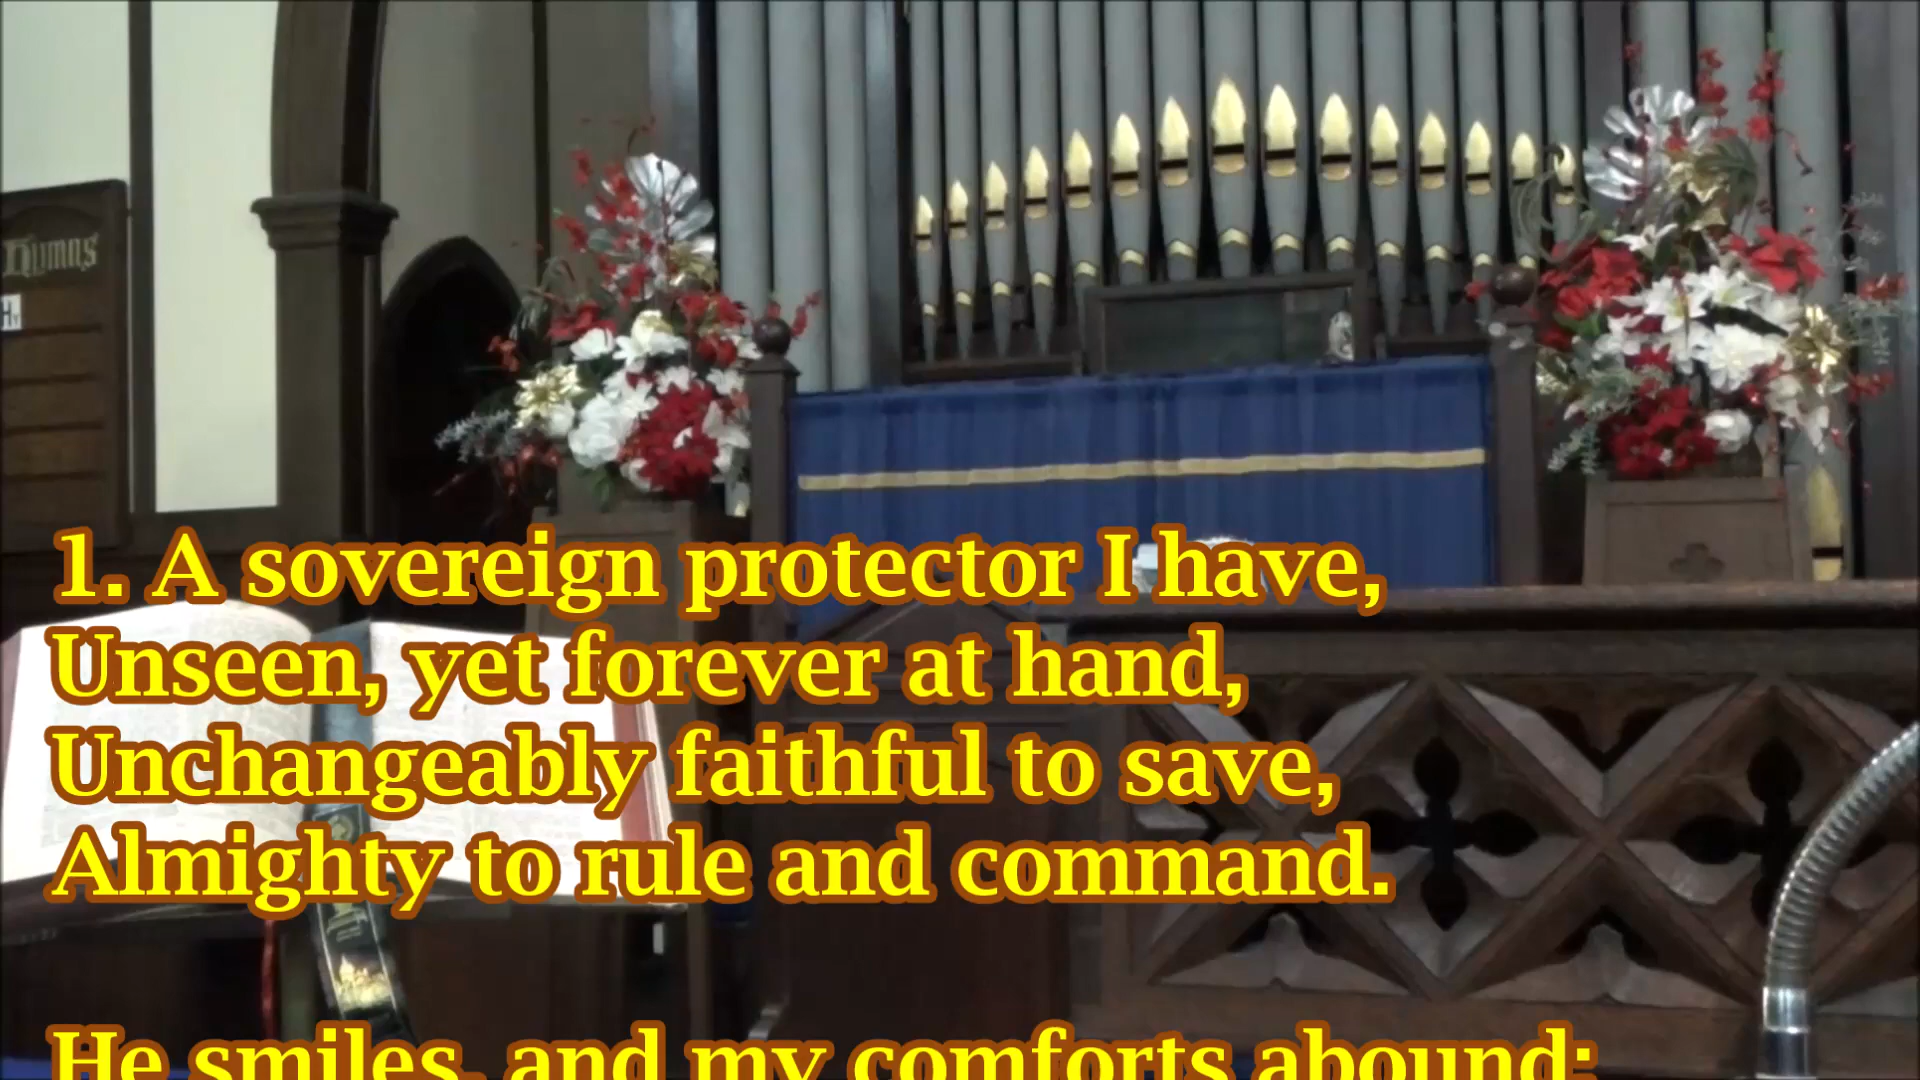 Hymns
1. A sovereign protector I have,
Unseen, yet forever at hand,
Unchangeably faithful to save,
Almighty to rule and command.
He smiles, and my comforts abound;